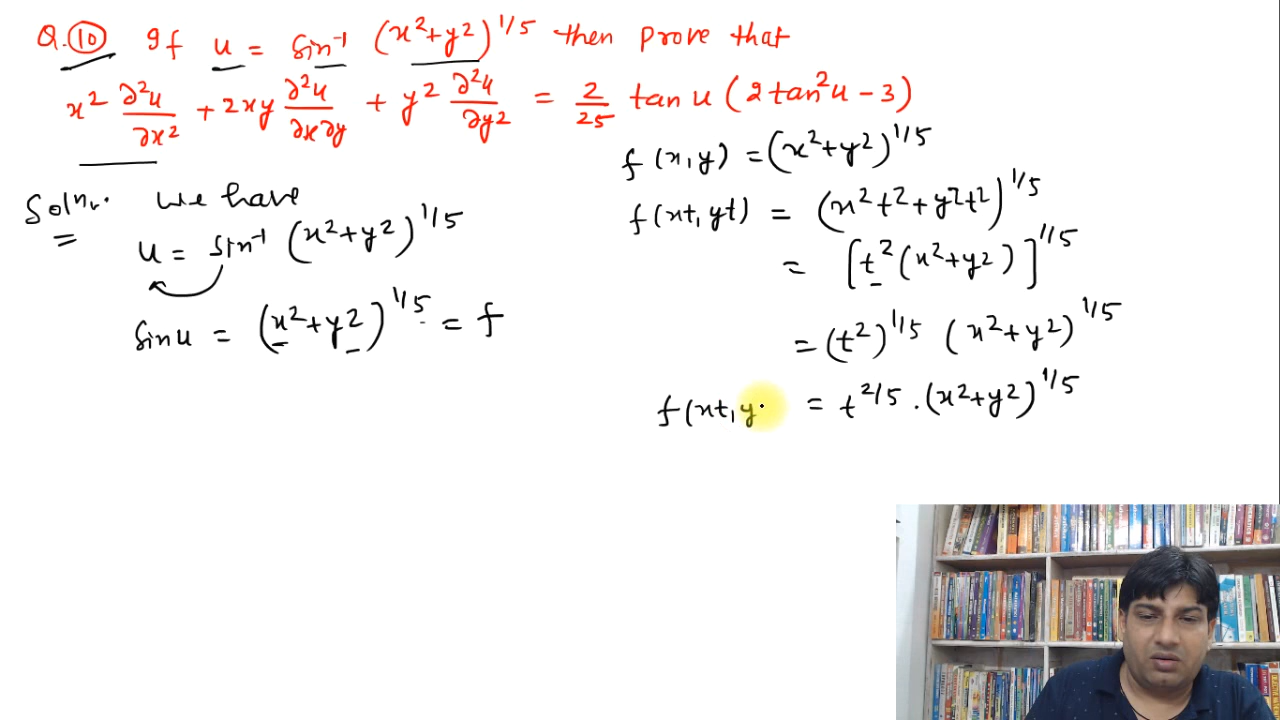 Q.10 If u = sin⁻¹ (x²+y²)^1/5 then prove that
x² ∂²u/∂x² + 2xy ∂²u/∂x∂y + y² ∂²u/∂y² = 2/25 tan u (2tan²u - 3)
Soln. We have
u = sin⁻¹ (x²+y²)^1/5
sin u = (x²+y²)^1/5 = f
f(x,y) = (x²+y²)^1/5
f(xt, yt) = (x²t²+y²t²)^1/5
= [t²(x²+y²)]^1/5
= (t²)^1/5 (x²+y²)^1/5
f(xt,y = t^2/5 . (x²+y²)^1/5